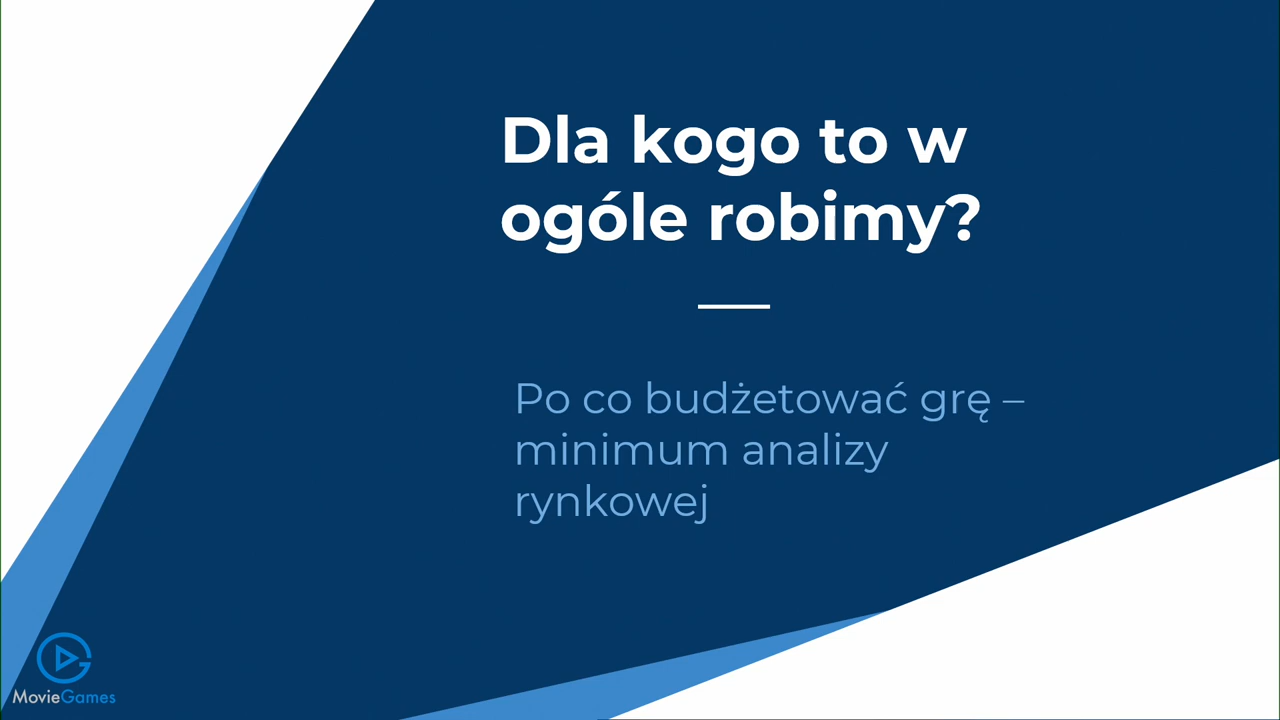 Dla kogo to w
ogóle robimy?
Po co budżetować grę –
minimum analizy
rynkowej
MovieGames